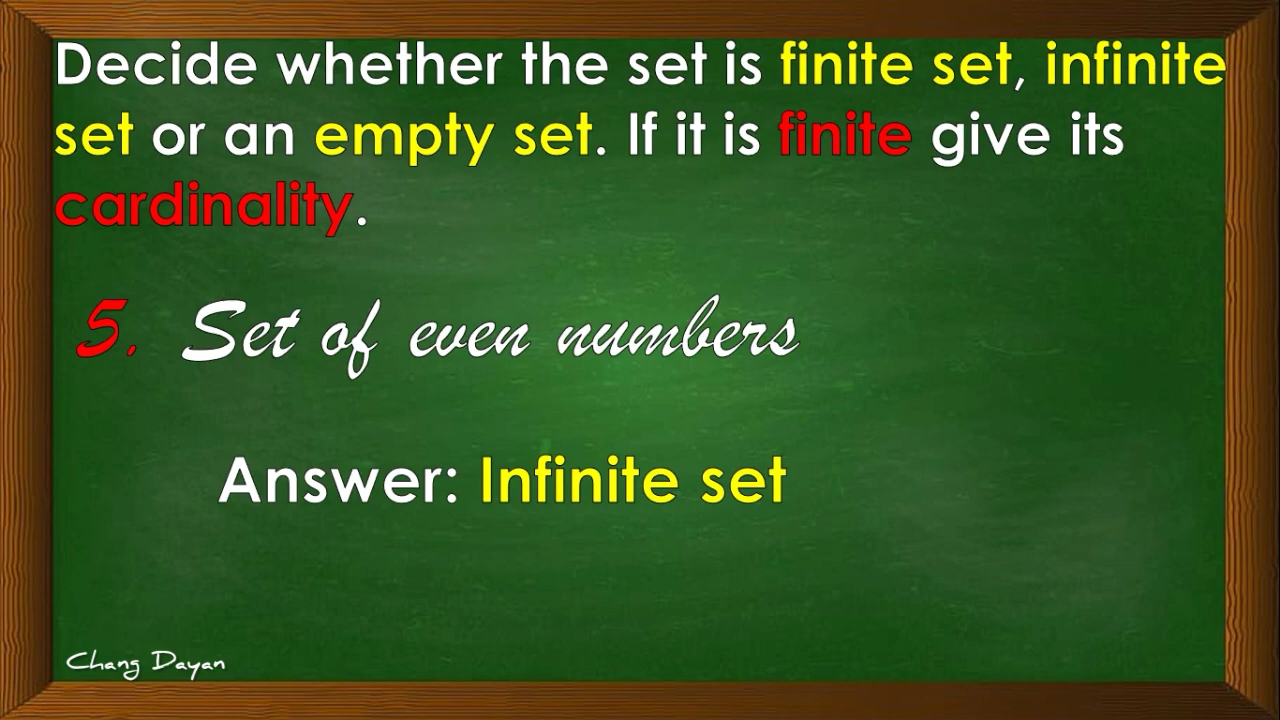 Decide whether the set is finite set, infinite
set or an empty set. If it is finite give its
cardinality.
5. Set of even numbers
Answer: Infinite set
Chang Dayan